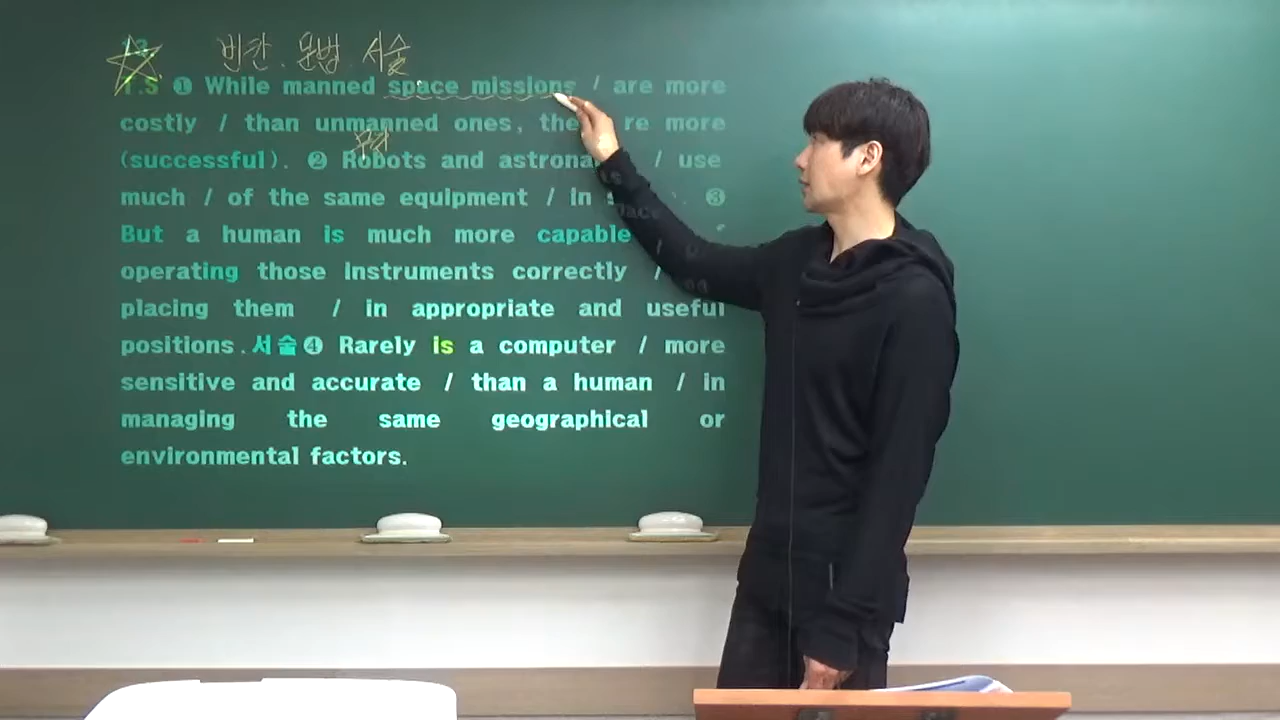 빈칸. 문법. 서술
T.S ❶ While manned space missions / are more
costly / than unmanned ones, the re more
(successful). ❷ Robots and astrona / use
much / of the same equipment / in s . ❸
But a human is much more capable
operating those instruments correctly /
placing them / in appropriate and useful
positions.서술❹ Rarely is a computer / more
sensitive and accurate / than a human / in
managing the same geographical or
environmental factors.